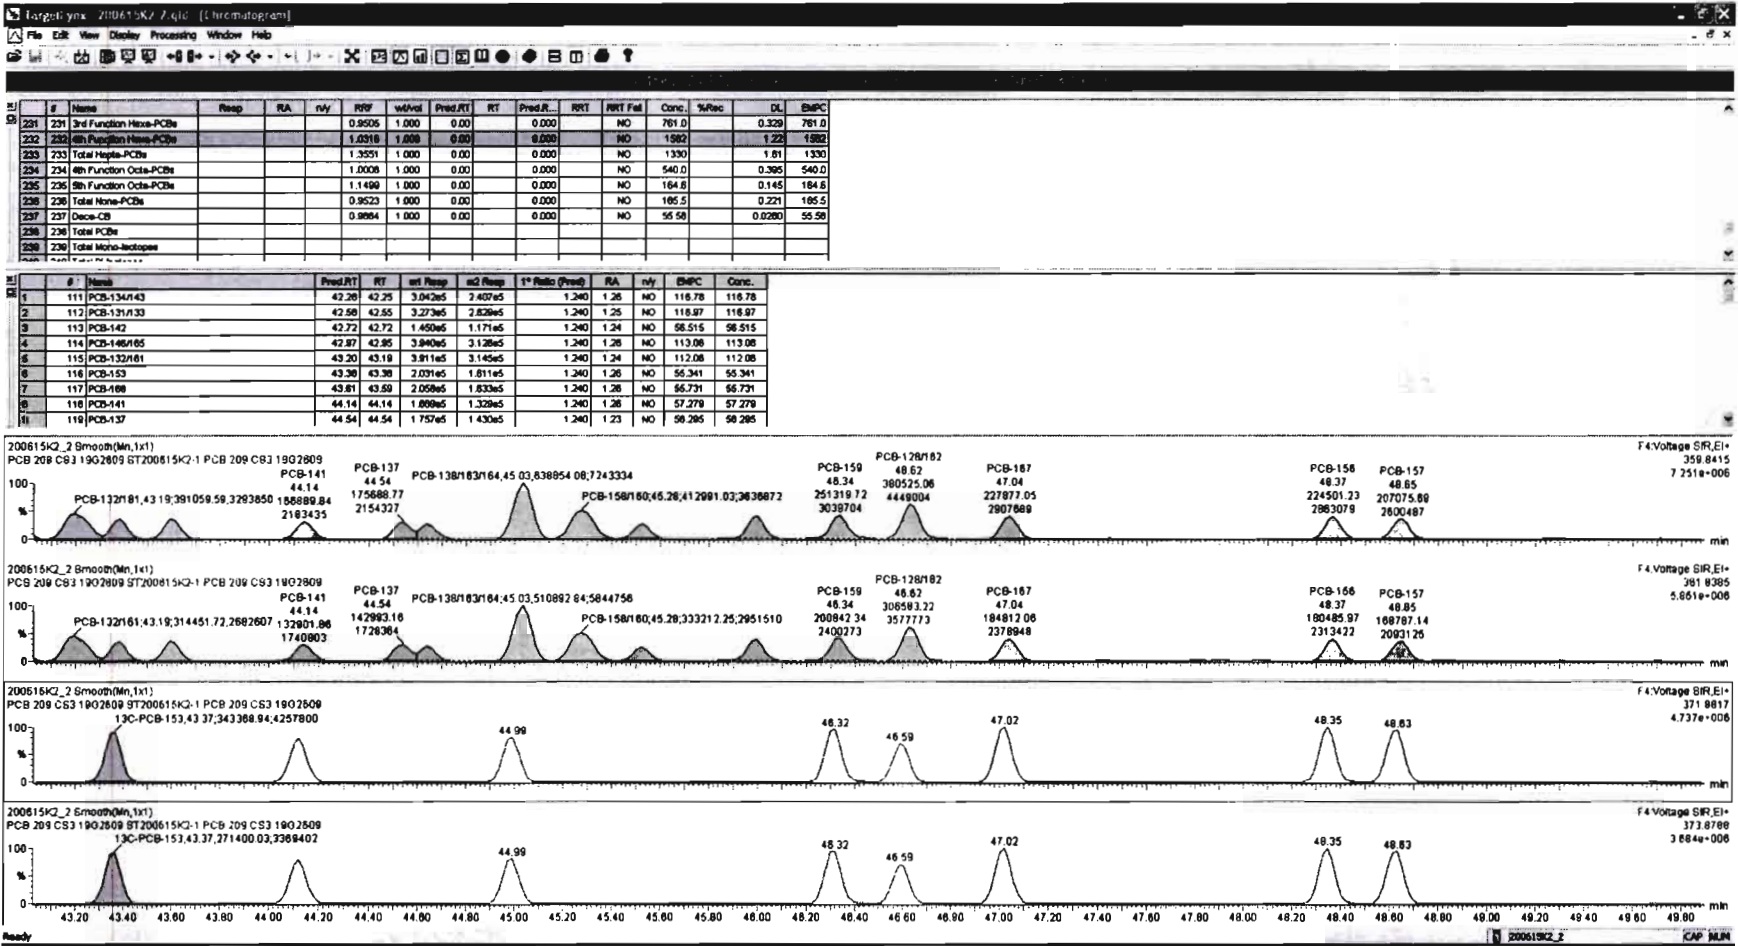 TargetLynx - 200615K2_2.qld - [Chromatogram]
File Edit View Display Processing Window Help
# Name Resp RA n/y RRF wt/vol Pred.RT RT Pred.R... RRT RRT Fail Conc. %Rec DL EMPC
231 231 3rd Function Hexa-PCBs 0.9505 1.000 0.00 0.000 NO 761.0 0.329 761.0
232 232 4th Function Hexa-PCBs 1.0316 1.000 0.00 0.000 NO 1582 1.22 1582
233 233 Total Hepta-PCBs 1.3551 1.000 0.00 0.000 NO 1330 1.61 1330
234 234 4th Function Octa-PCBs 1.0008 1.000 0.00 0.000 NO 540.0 0.395 540.0
235 235 5th Function Octa-PCBs 1.1499 1.000 0.00 0.000 NO 164.6 0.145 164.6
236 236 Total Nona-PCBs 0.9523 1.000 0.00 0.000 NO 165.5 0.221 165.5
237 237 Deca-CB 0.9864 1.000 0.00 0.000 NO 55.58 0.0260 55.58
238 238 Total PCBs
239 239 Total Mono-Isotopes
# Name Pred.RT RT m1 Resp m2 Resp 1° Ratio (Pred) RA n/y EMPC Conc.
1 111 PCB-134/143 42.26 42.25 3.042e5 2.407e5 1.240 1.26 NO 116.78 116.78
2 112 PCB-131/133 42.56 42.55 3.273e5 2.629e5 1.240 1.25 NO 116.97 116.97
3 113 PCB-142 42.72 42.72 1.450e5 1.171e5 1.240 1.24 NO 56.515 56.515
4 114 PCB-146/165 42.97 42.95 3.940e5 3.126e5 1.240 1.26 NO 113.08 113.08
5 115 PCB-132/161 43.20 43.19 3.911e5 3.145e5 1.240 1.24 NO 112.08 112.08
6 116 PCB-153 43.38 43.38 2.031e5 1.611e5 1.240 1.26 NO 55.341 55.341
7 117 PCB-168 43.61 43.59 2.058e5 1.633e5 1.240 1.26 NO 55.731 55.731
8 118 PCB-141 44.14 44.14 1.669e5 1.329e5 1.240 1.26 NO 57.279 57.279
119 PCB-137 44.54 44.54 1.757e5 1.430e5 1.240 1.23 NO 56.295 56.295
200615K2_2 Smooth(Mn,1x1) F4:Voltage SIR,EI+
PCB 209 CS3 19G2609 ST200615K2-1 PCB 209 CS3 19G2609 359.8415
7.251e+006
PCB-132/161;43.19;391059.59;3293850
PCB-141
44.14
166889.84
2163435
PCB-137
44.54
175688.77
2154327
PCB-138/163/164;45.03;638854.06;7243334
PCB-158/160;45.28;412991.03;3636872
PCB-159
46.34
251319.72
3039704
PCB-128/162
46.62
380525.06
4449004
PCB-167
47.04
227877.05
2907689
PCB-156
48.37
224501.23
2863079
PCB-157
48.65
207075.69
2600487
100
%
0
min
200615K2_2 Smooth(Mn,1x1) F4:Voltage SIR,EI+
PCB 209 CS3 19G2609 ST200615K2-1 PCB 209 CS3 19G2609 361.8385
5.861e+006
PCB-132/161;43.19;314451.72;2682607
PCB-141
44.14
132901.86
1740803
PCB-137
44.54
142993.16
1728364
PCB-138/163/164;45.03;510892.84;5844756
PCB-158/160;45.28;333212.25;2951510
PCB-159
46.34
200842.34
2400273
PCB-128/162
46.62
306583.22
3577773
PCB-167
47.04
184812.06
2378948
PCB-156
48.37
180485.97
2313422
PCB-157
48.65
168787.14
2093125
100
%
0
min
200615K2_2 Smooth(Mn,1x1) F4:Voltage SIR,EI+
PCB 209 CS3 19G2609 ST200615K2-1 PCB 209 CS3 19G2609 371.8817
4.737e+006
13C-PCB-153;43.37;343368.94;4257800
44.99 46.32 46.59 47.02 48.35 48.63
100
%
0
min
200615K2_2 Smooth(Mn,1x1) F4:Voltage SIR,EI+
PCB 209 CS3 19G2609 ST200615K2-1 PCB 209 CS3 19G2609 373.8788
3.684e+006
13C-PCB-153;43.37;271400.03;3369402
44.99 46.32 46.59 47.02 48.35 48.63
100
%
0
min
43.20 43.40 43.60 43.80 44.00 44.20 44.40 44.60 44.80 45.00 45.20 45.40 45.60 45.80 46.00 46.20 46.40 46.60 46.80 47.00 47.20 47.40 47.60 47.80 48.00 48.20 48.40 48.60 48.80 49.00 49.20 49.40 49.60 49.80
Ready 200615K2_2 CAP NUM